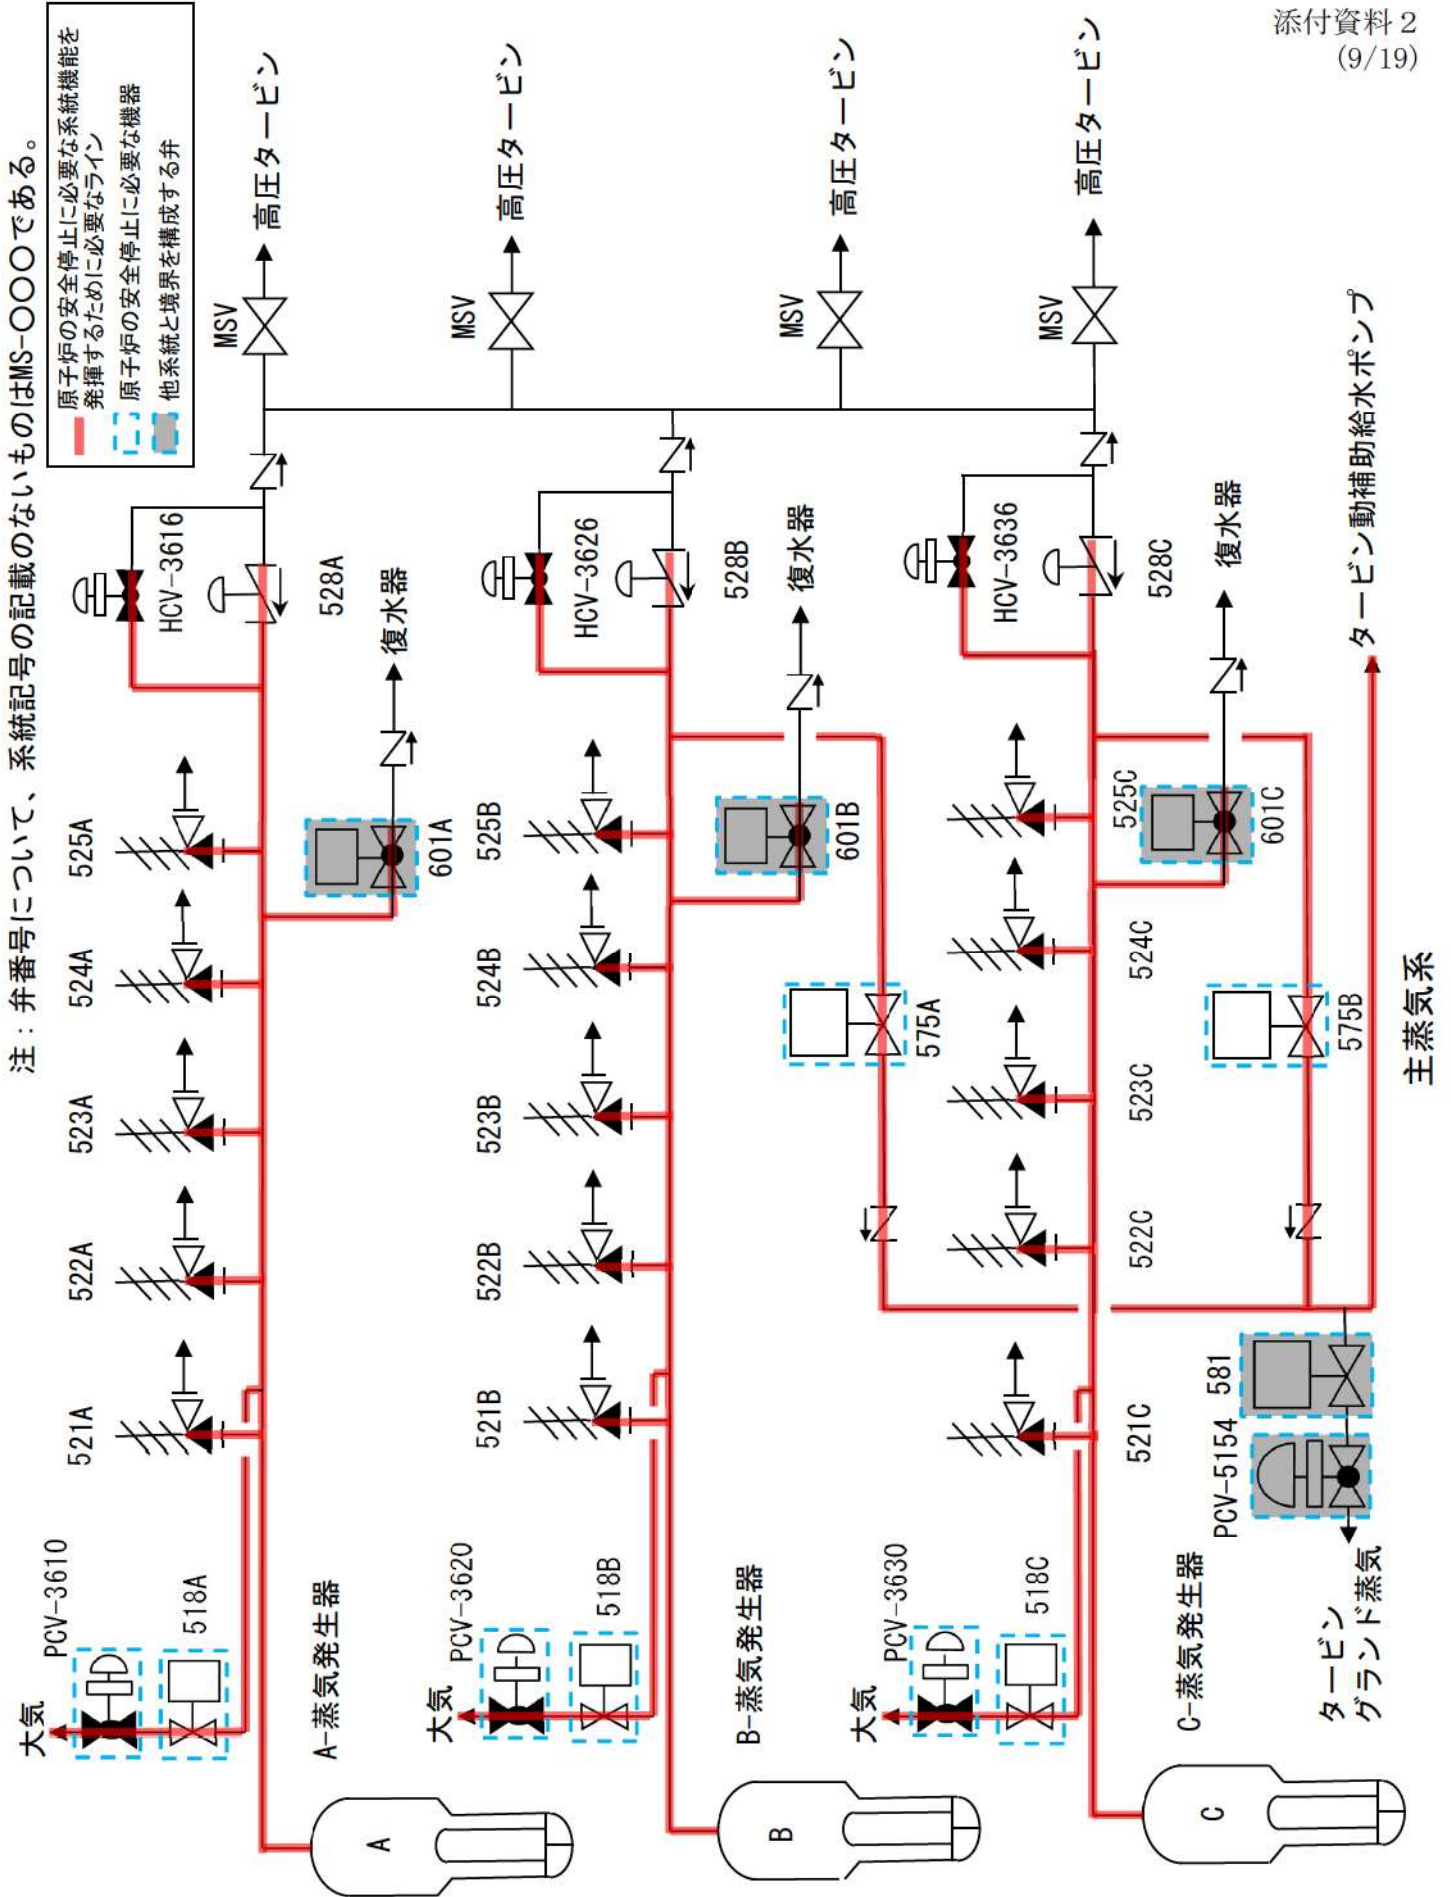 添付資料2
(9/19)
注：弁番号について、系統記号の記載のないものはMS-〇〇〇である。
原子炉の安全停止に必要な系統機能を
発揮するために必要なライン
原子炉の安全停止に必要な機器
他系統と境界を構成する弁
大気
PCV-3610
518A
521A
522A
523A
524A
525A
HCV-3616
528A
601A
復水器
MSV
高圧タービン
A-蒸気発生器
A
MSV
高圧タービン
大気
PCV-3620
518B
521B
522B
523B
524B
525B
HCV-3626
528B
601B
復水器
575A
B-蒸気発生器
B
MSV
高圧タービン
大気
PCV-3630
518C
521C
522C
523C
524C
525C
HCV-3636
528C
601C
復水器
575B
MSV
高圧タービン
C-蒸気発生器
C
PCV-5154
581
タービン
グランド蒸気
タービン動補助給水ポンプ
主蒸気系